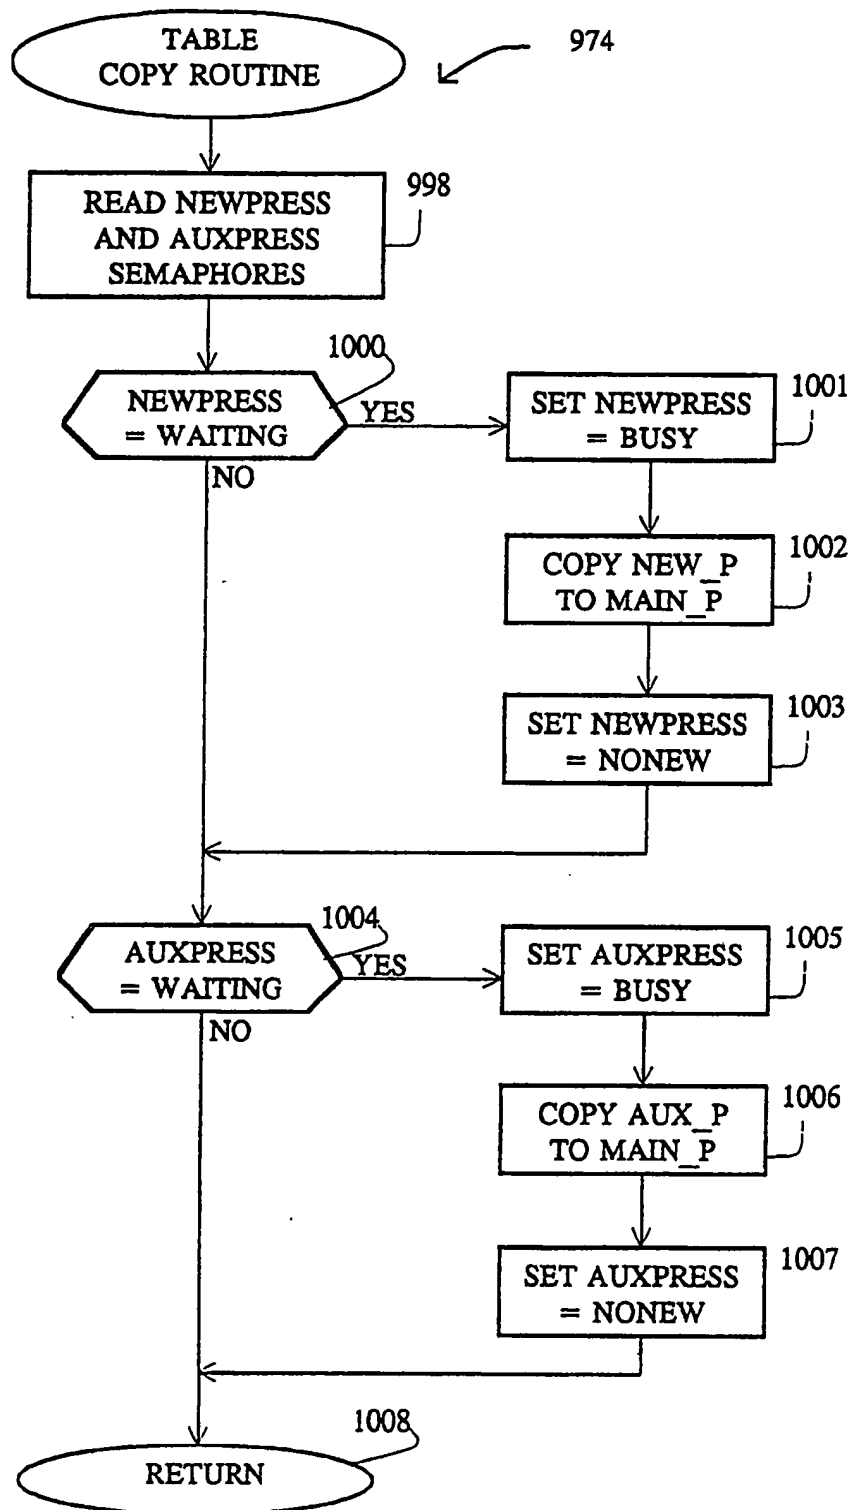 TABLE
COPY ROUTINE
974
READ NEWPRESS
AND AUXPRESS
SEMAPHORES
998
NEWPRESS
= WAITING
1000
YES
NO
SET NEWPRESS
= BUSY
1001
COPY NEW_P
TO MAIN_P
1002
SET NEWPRESS
= NONEW
1003
AUXPRESS
= WAITING
1004
YES
NO
SET AUXPRESS
= BUSY
1005
COPY AUX_P
TO MAIN_P
1006
SET AUXPRESS
= NONEW
1007
RETURN
1008